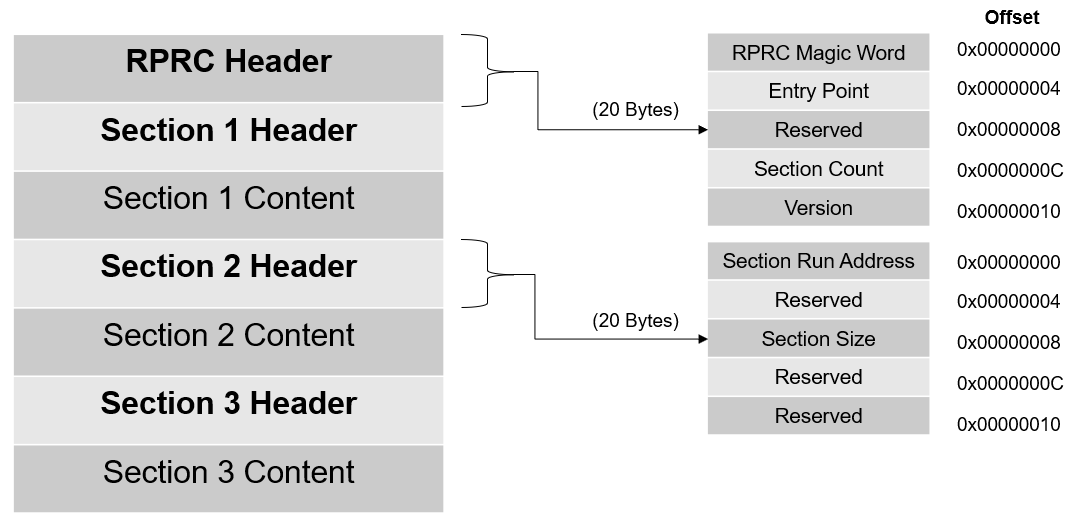 RPRC Header
Section 1 Header
Section 1 Content
Section 2 Header
Section 2 Content
Section 3 Header
Section 3 Content
(20 Bytes)
(20 Bytes)
Offset
RPRC Magic Word 0x00000000
Entry Point 0x00000004
Reserved 0x00000008
Section Count 0x0000000C
Version 0x00000010
Section Run Address 0x00000000
Reserved 0x00000004
Section Size 0x00000008
Reserved 0x0000000C
Reserved 0x00000010